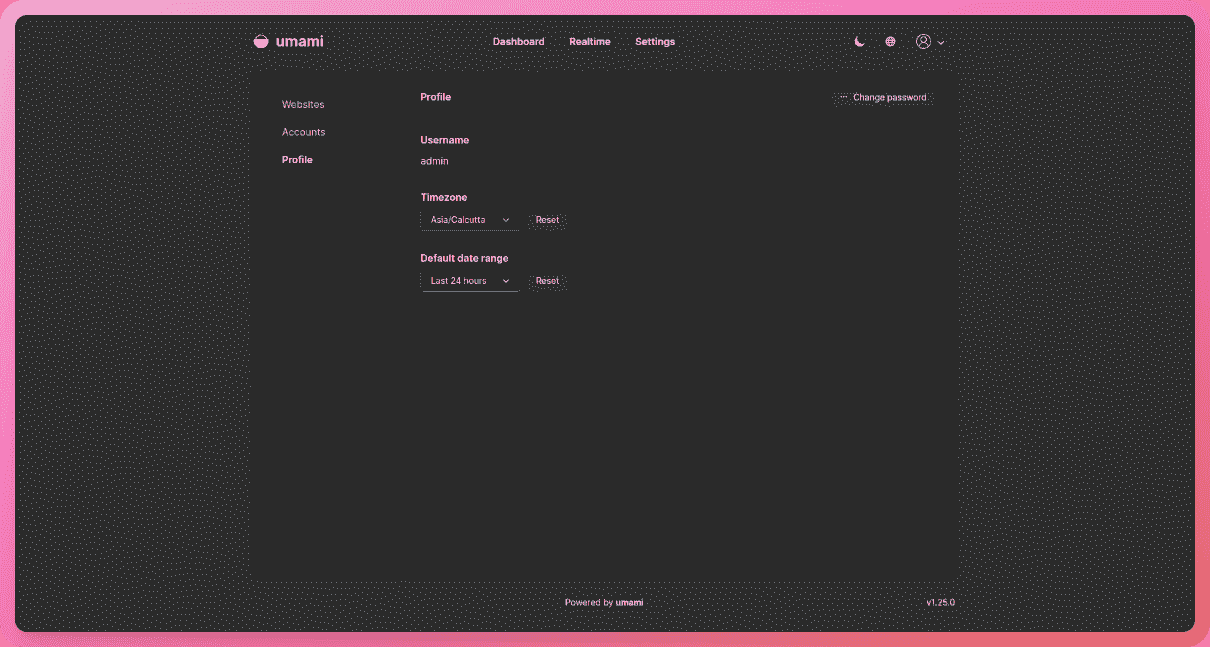 umami
Dashboard
Realtime
Settings
Websites
Accounts
Profile
Profile
Change password
Username
admin
Timezone
Asia/Calcutta
Reset
Default date range
Last 24 hours
Reset
Powered by umami
v1.25.0